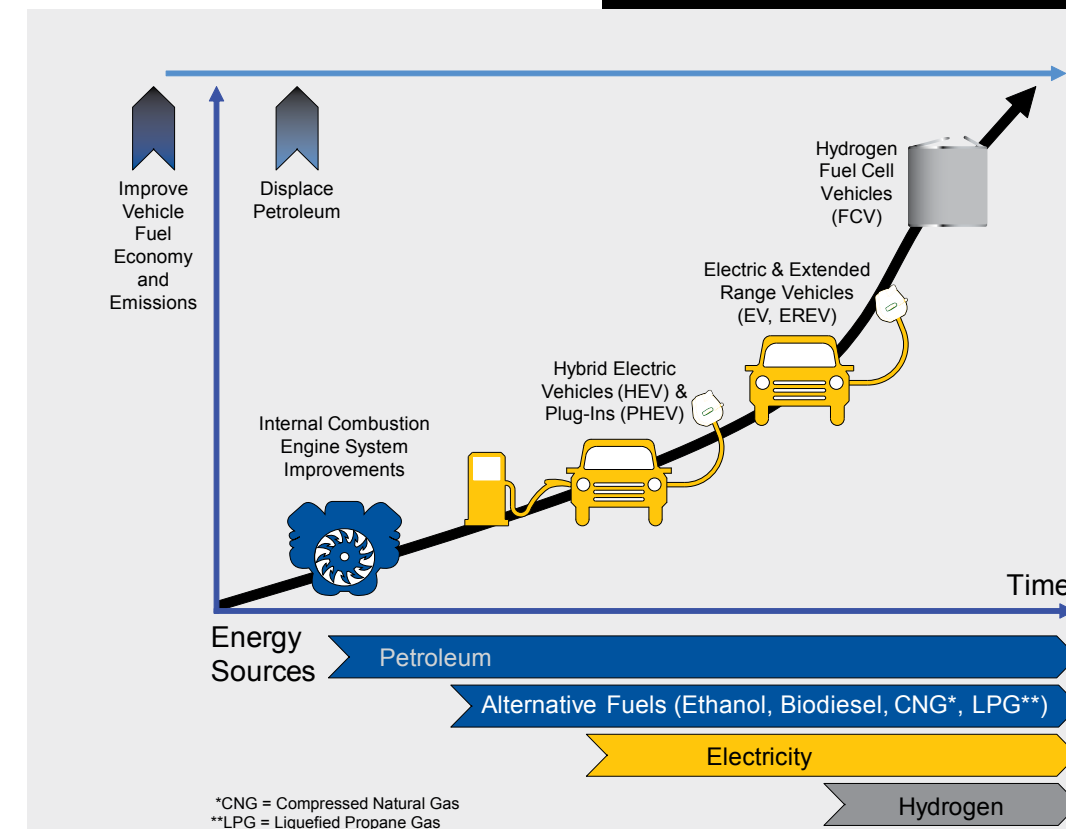 Improve
Vehicle
Fuel
Economy
and
Emissions
Displace
Petroleum
Hydrogen
Fuel Cell
Vehicles
(FCV)
Electric & Extended
Range Vehicles
(EV, EREV)
Hybrid Electric
Vehicles (HEV) &
Plug-Ins (PHEV)
Internal Combustion
Engine System
Improvements
Time
Energy
Sources
Petroleum
Alternative Fuels (Ethanol, Biodiesel, CNG*, LPG**)
Electricity
Hydrogen
*CNG = Compressed Natural Gas
**LPG = Liquefied Propane Gas